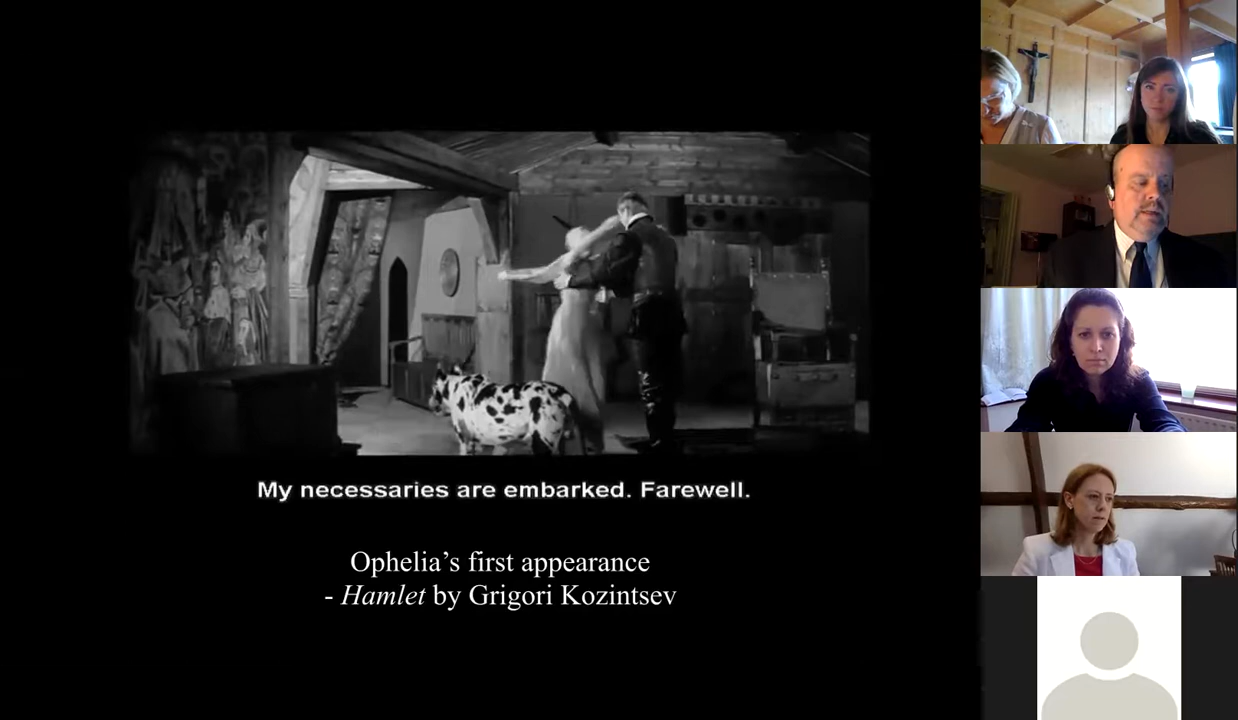 My necessaries are embarked. Farewell.
Ophelia’s first appearance
- Hamlet by Grigori Kozintsev